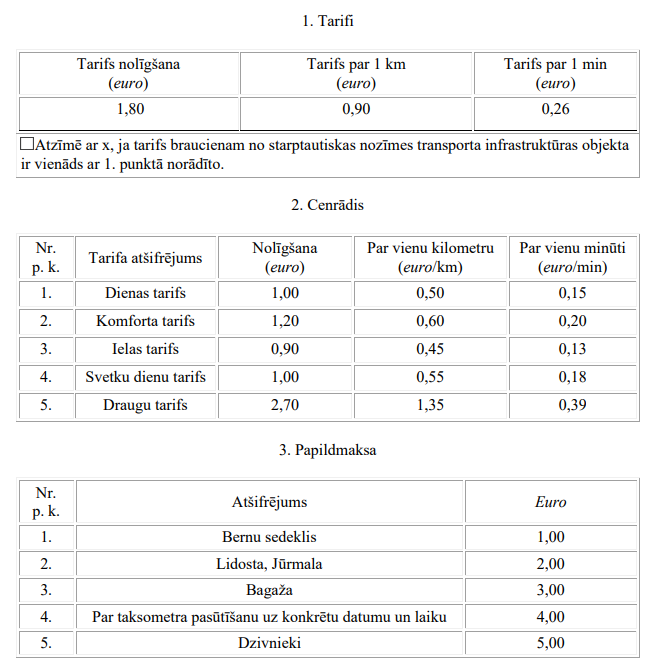 1. Tarifi
Tarifs nolīgšana Tarifs par 1 km Tarifs par 1 min
(euro) (euro) (euro)
1,80 0,90 0,26
☐Atzīmē ar x, ja tarifs braucienam no starptautiskas nozīmes transporta infrastruktūras objekta
ir vienāds ar 1. punktā norādīto.
2. Cenrādis
Nr. p. k. Tarifa atšifrējums Nolīgšana (euro) Par vienu kilometru (euro/km) Par vienu minūti (euro/min)
1. Dienas tarifs 1,00 0,50 0,15
2. Komforta tarifs 1,20 0,60 0,20
3. Ielas tarifs 0,90 0,45 0,13
4. Svetku dienu tarifs 1,00 0,55 0,18
5. Draugu tarifs 2,70 1,35 0,39
3. Papildmaksa
Nr. p. k. Atšifrējums Euro
1. Bernu sedeklis 1,00
2. Lidosta, Jūrmala 2,00
3. Bagaža 3,00
4. Par taksometra pasūtīšanu uz konkrētu datumu un laiku 4,00
5. Dzivnieki 5,00